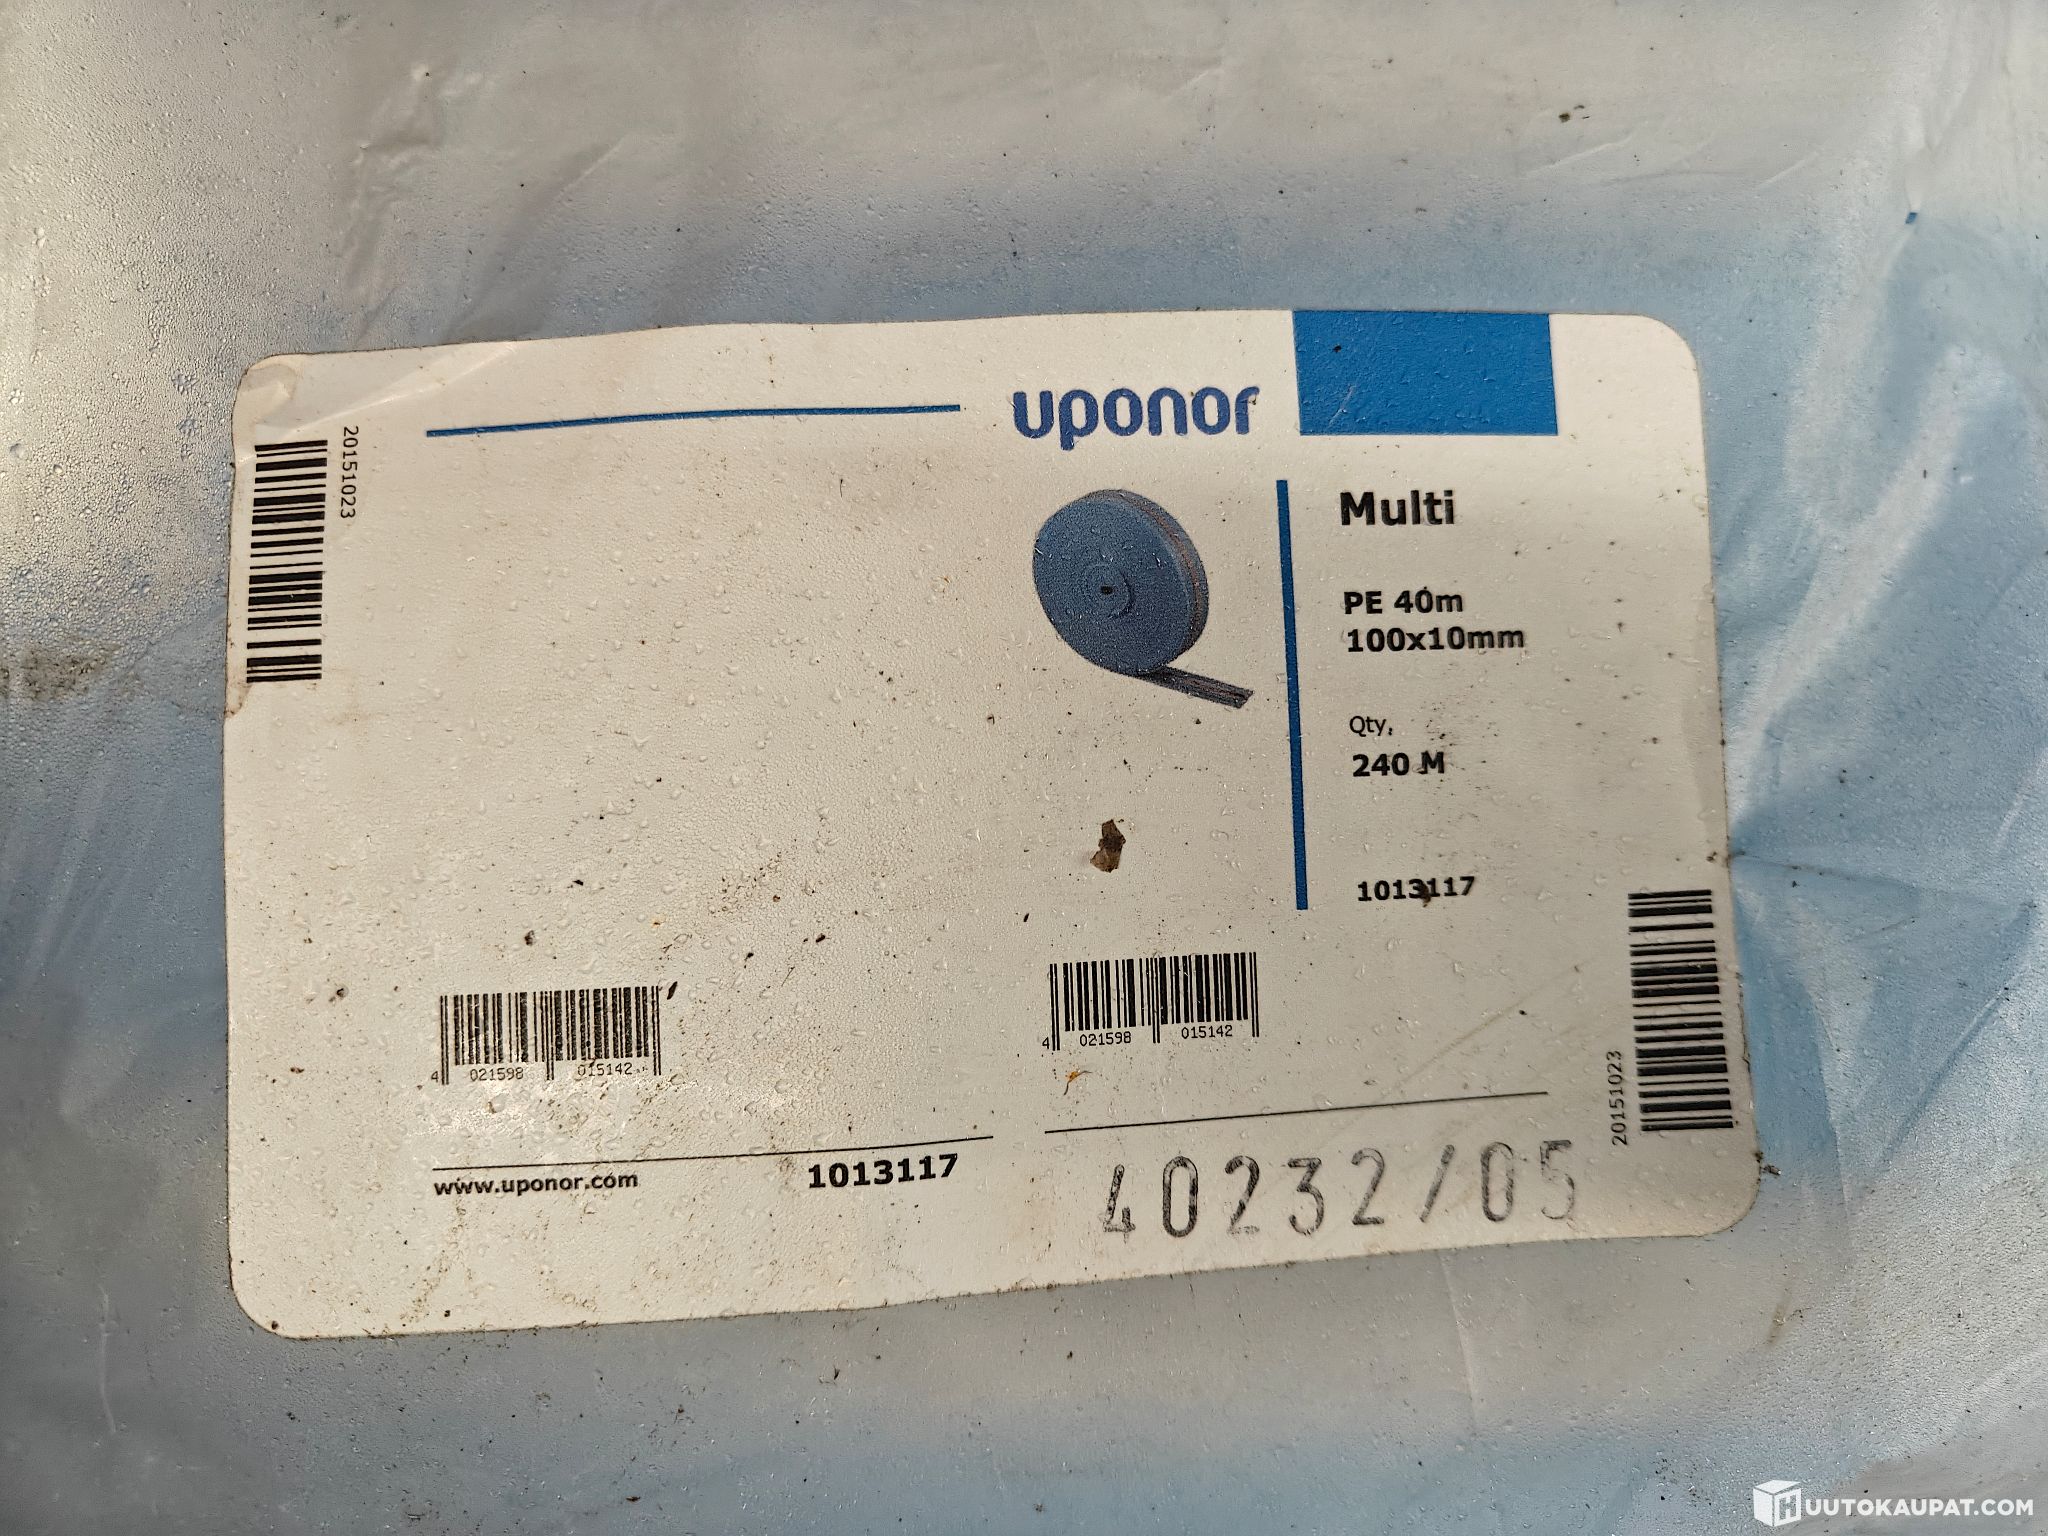 uponor
20151023
Multi
PE 40m
100x10mm
Qty,
240 M
1013117
4 021598 015142
4 021598 015142
20151023
www.uponor.com
1013117
40232/05
HUUTOKAUPAT.COM